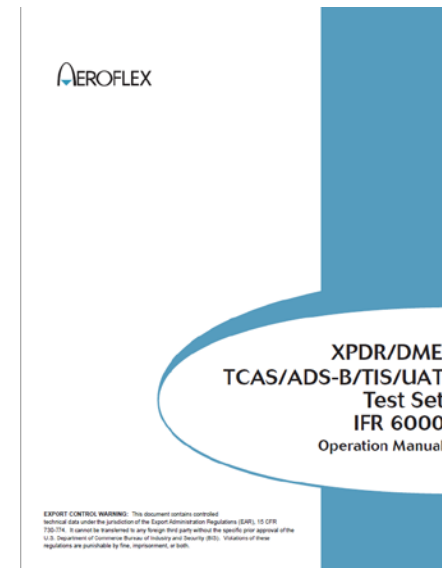 AEROFLEX
XPDR/DME
TCAS/ADS-B/TIS/UAT
Test Set
IFR 6000
Operation Manual
EXPORT CONTROL WARNING: This document contains controlled
technical data under the jurisdiction of the Export Administration Regulations (EAR), 15 CFR
730-774. It cannot be transferred to any foreign third party without the specific prior approval of the
U.S. Department of Commerce Bureau of Industry and Security (BIS). Violations of these
regulations are punishable by fine, imprisonment, or both.